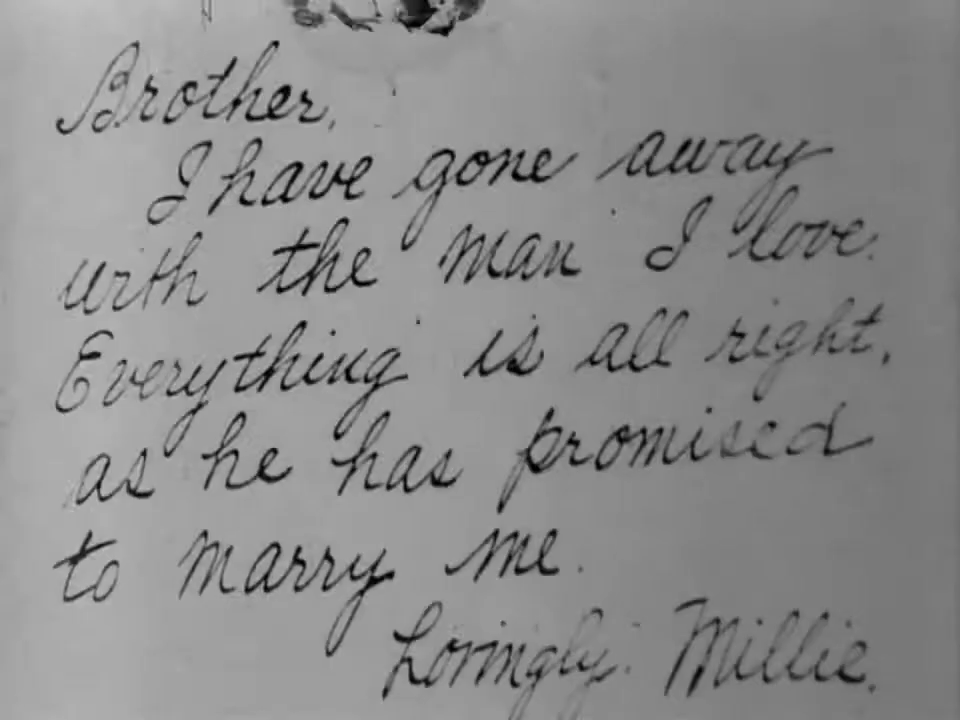 Brother,
I have gone away
with the man I love.
Everything is all right,
as he has promised
to marry me.
Lovingly. Millie.